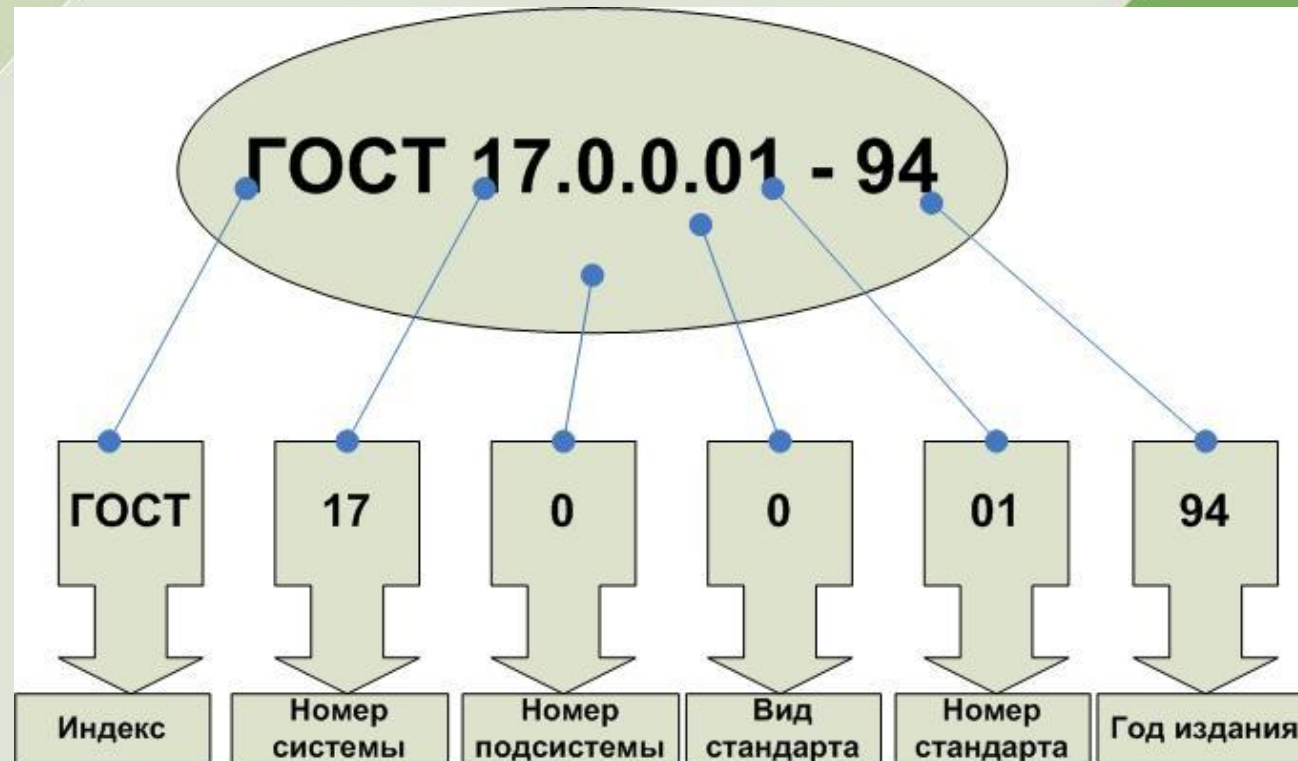 ГОСТ 17.0.0.01 - 94
ГОСТ 17 0 0 01 94
Индекс
Номер
системы
Номер
подсистемы
Вид
стандарта
Номер
стандарта
Год издания